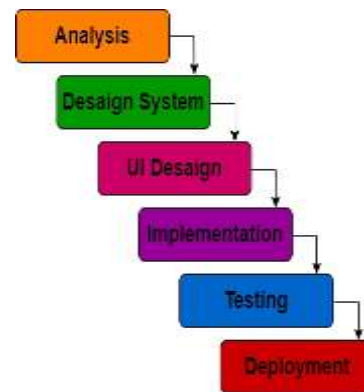 Analysis
Desaign System
UI Desaign
Implementation
Testing
Deployment